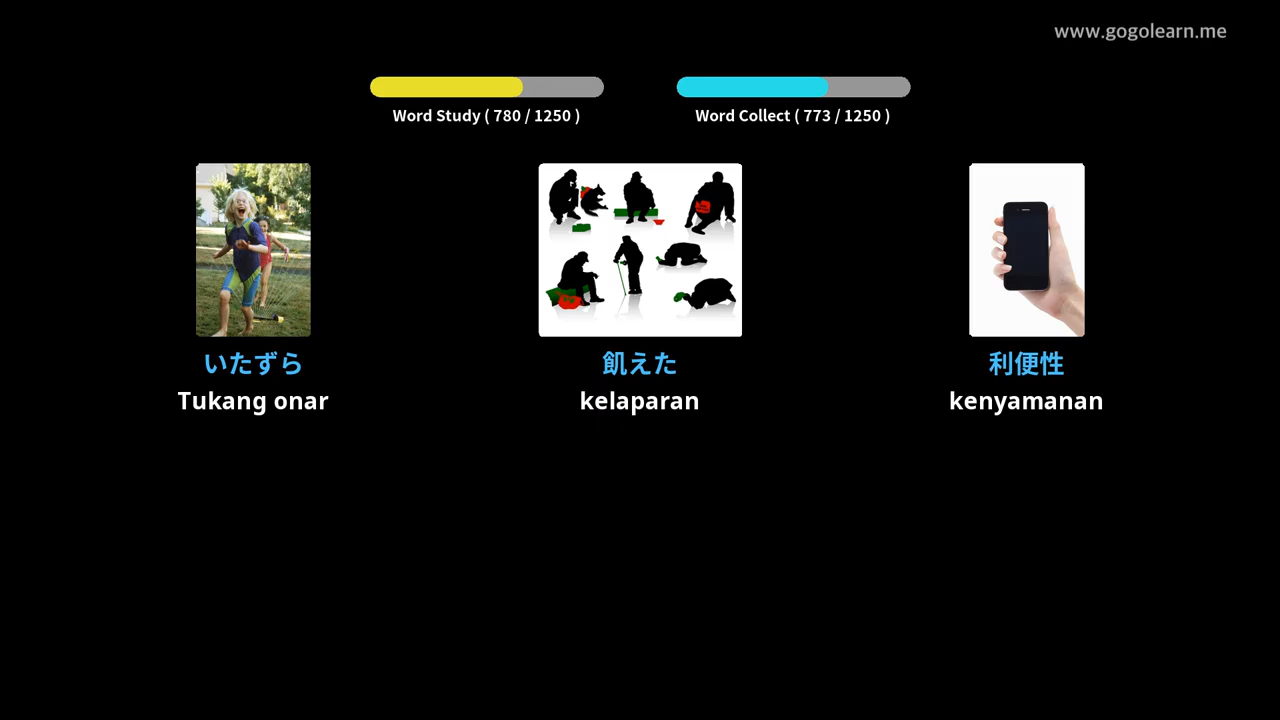 www.gogolearn.me
Word Study ( 780 / 1250 )
Word Collect ( 773 / 1250 )
いたずら
Tukang onar
飢えた
kelaparan
利便性
kenyamanan